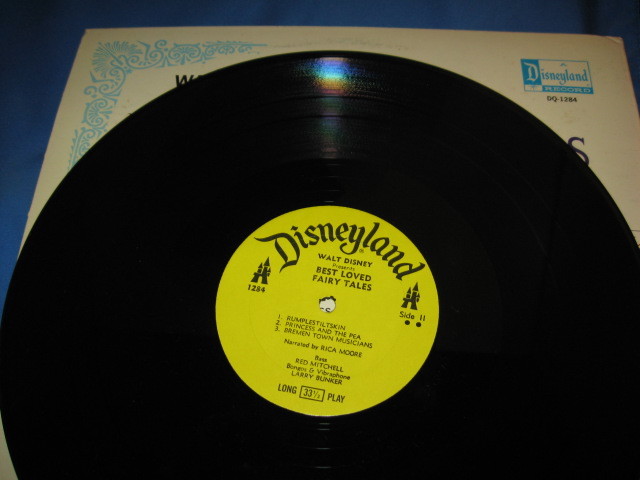 Disneyland
RECORD
DQ-1284
S
Disneyland
WALT DISNEY
Presents
BEST LOVED
FAIRY TALES
1284
Side II
1. RUMPLESTILTSKIN
2. PRINCESS AND THE PEA
3. BREMEN TOWN MUSICIANS
Narrated by RICA MOORE
Bass
RED MITCHELL
Bongos & Vibraphone
LARRY BUNKER
LONG 33⅓ PLAY